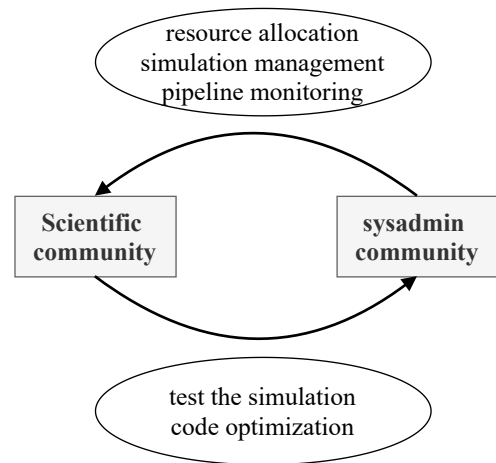 resource allocation
simulation management
pipeline monitoring
Scientific
community
sysadmin
community
test the simulation
code optimization